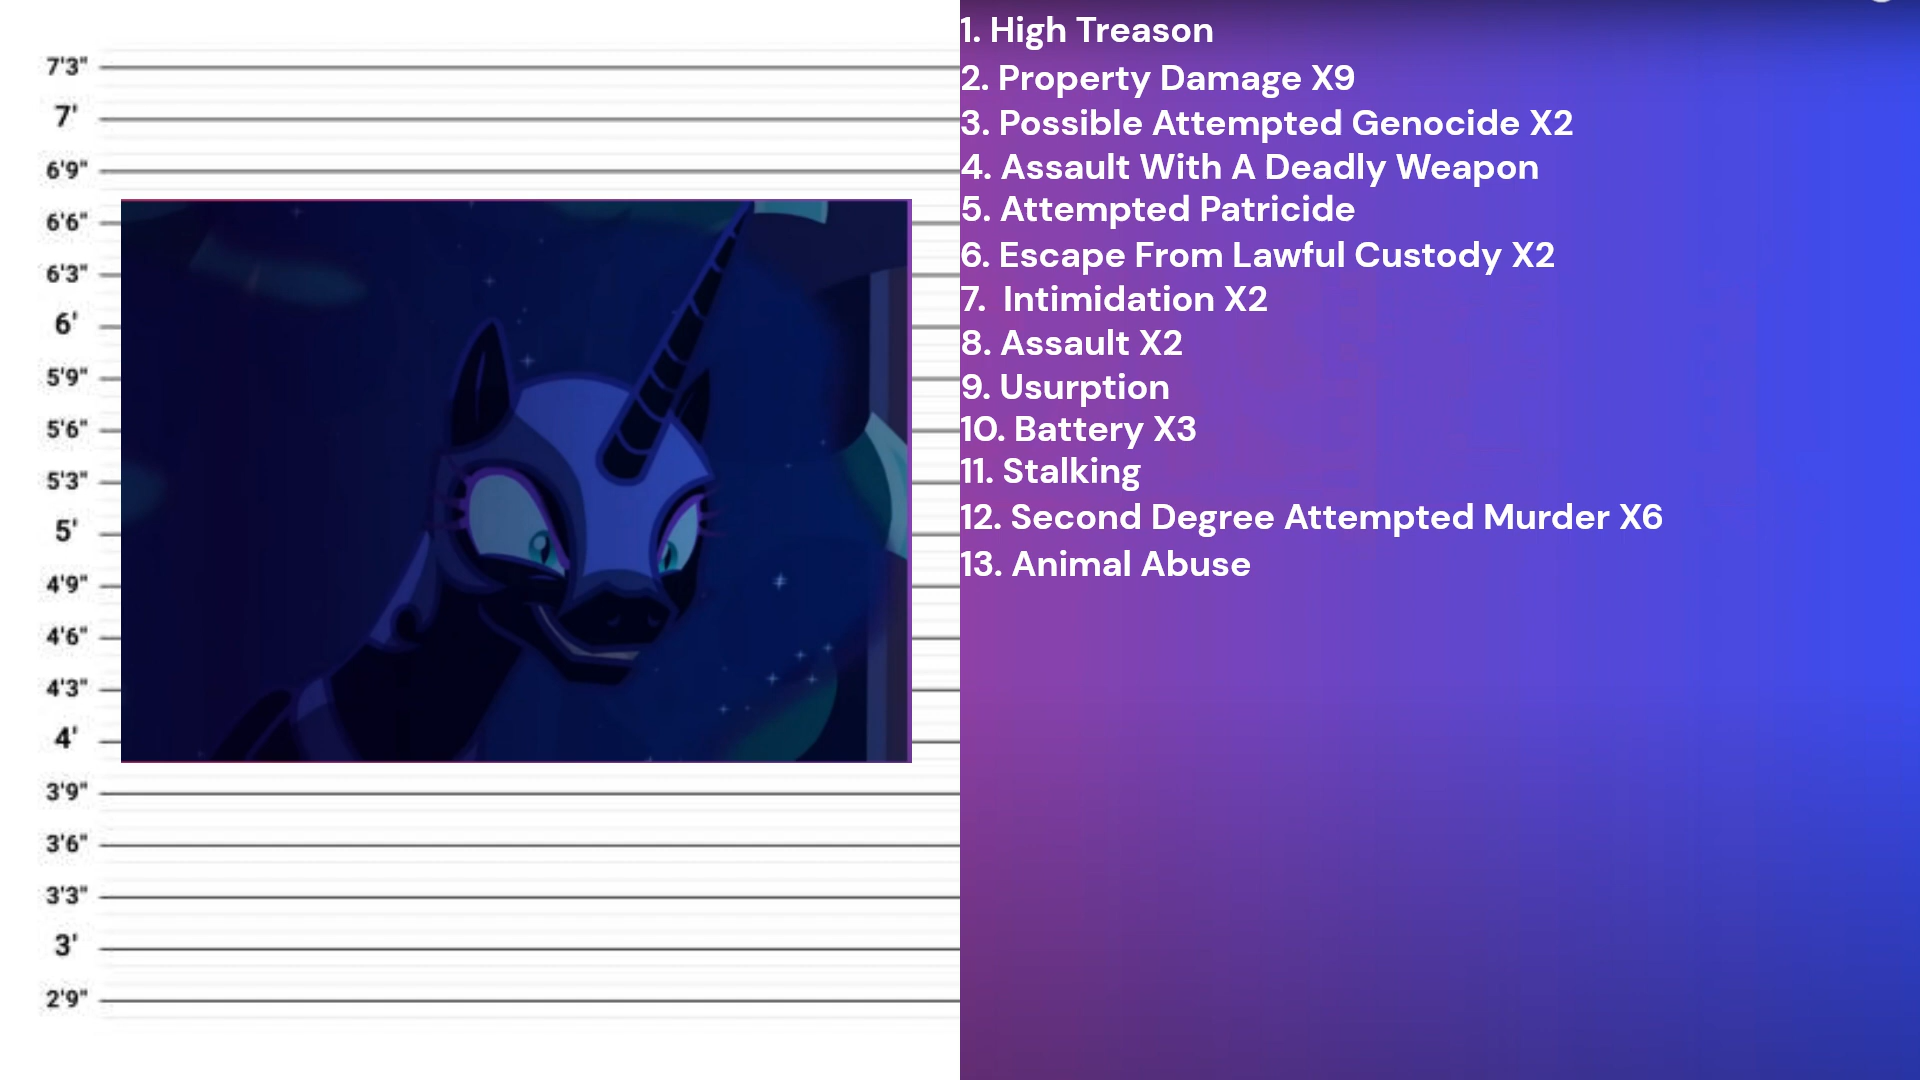 7'3"
7'
6'9"
6'6"
6'3"
6'
5'9"
5'6"
5'3"
5'
4'9"
4'6"
4'3"
4'
3'9"
3'6"
3'3"
3'
2'9"
1. High Treason
2. Property Damage X9
3. Possible Attempted Genocide X2
4. Assault With A Deadly Weapon
5. Attempted Patricide
6. Escape From Lawful Custody X2
7. Intimidation X2
8. Assault X2
9. Usurption
10. Battery X3
11. Stalking
12. Second Degree Attempted Murder X6
13. Animal Abuse